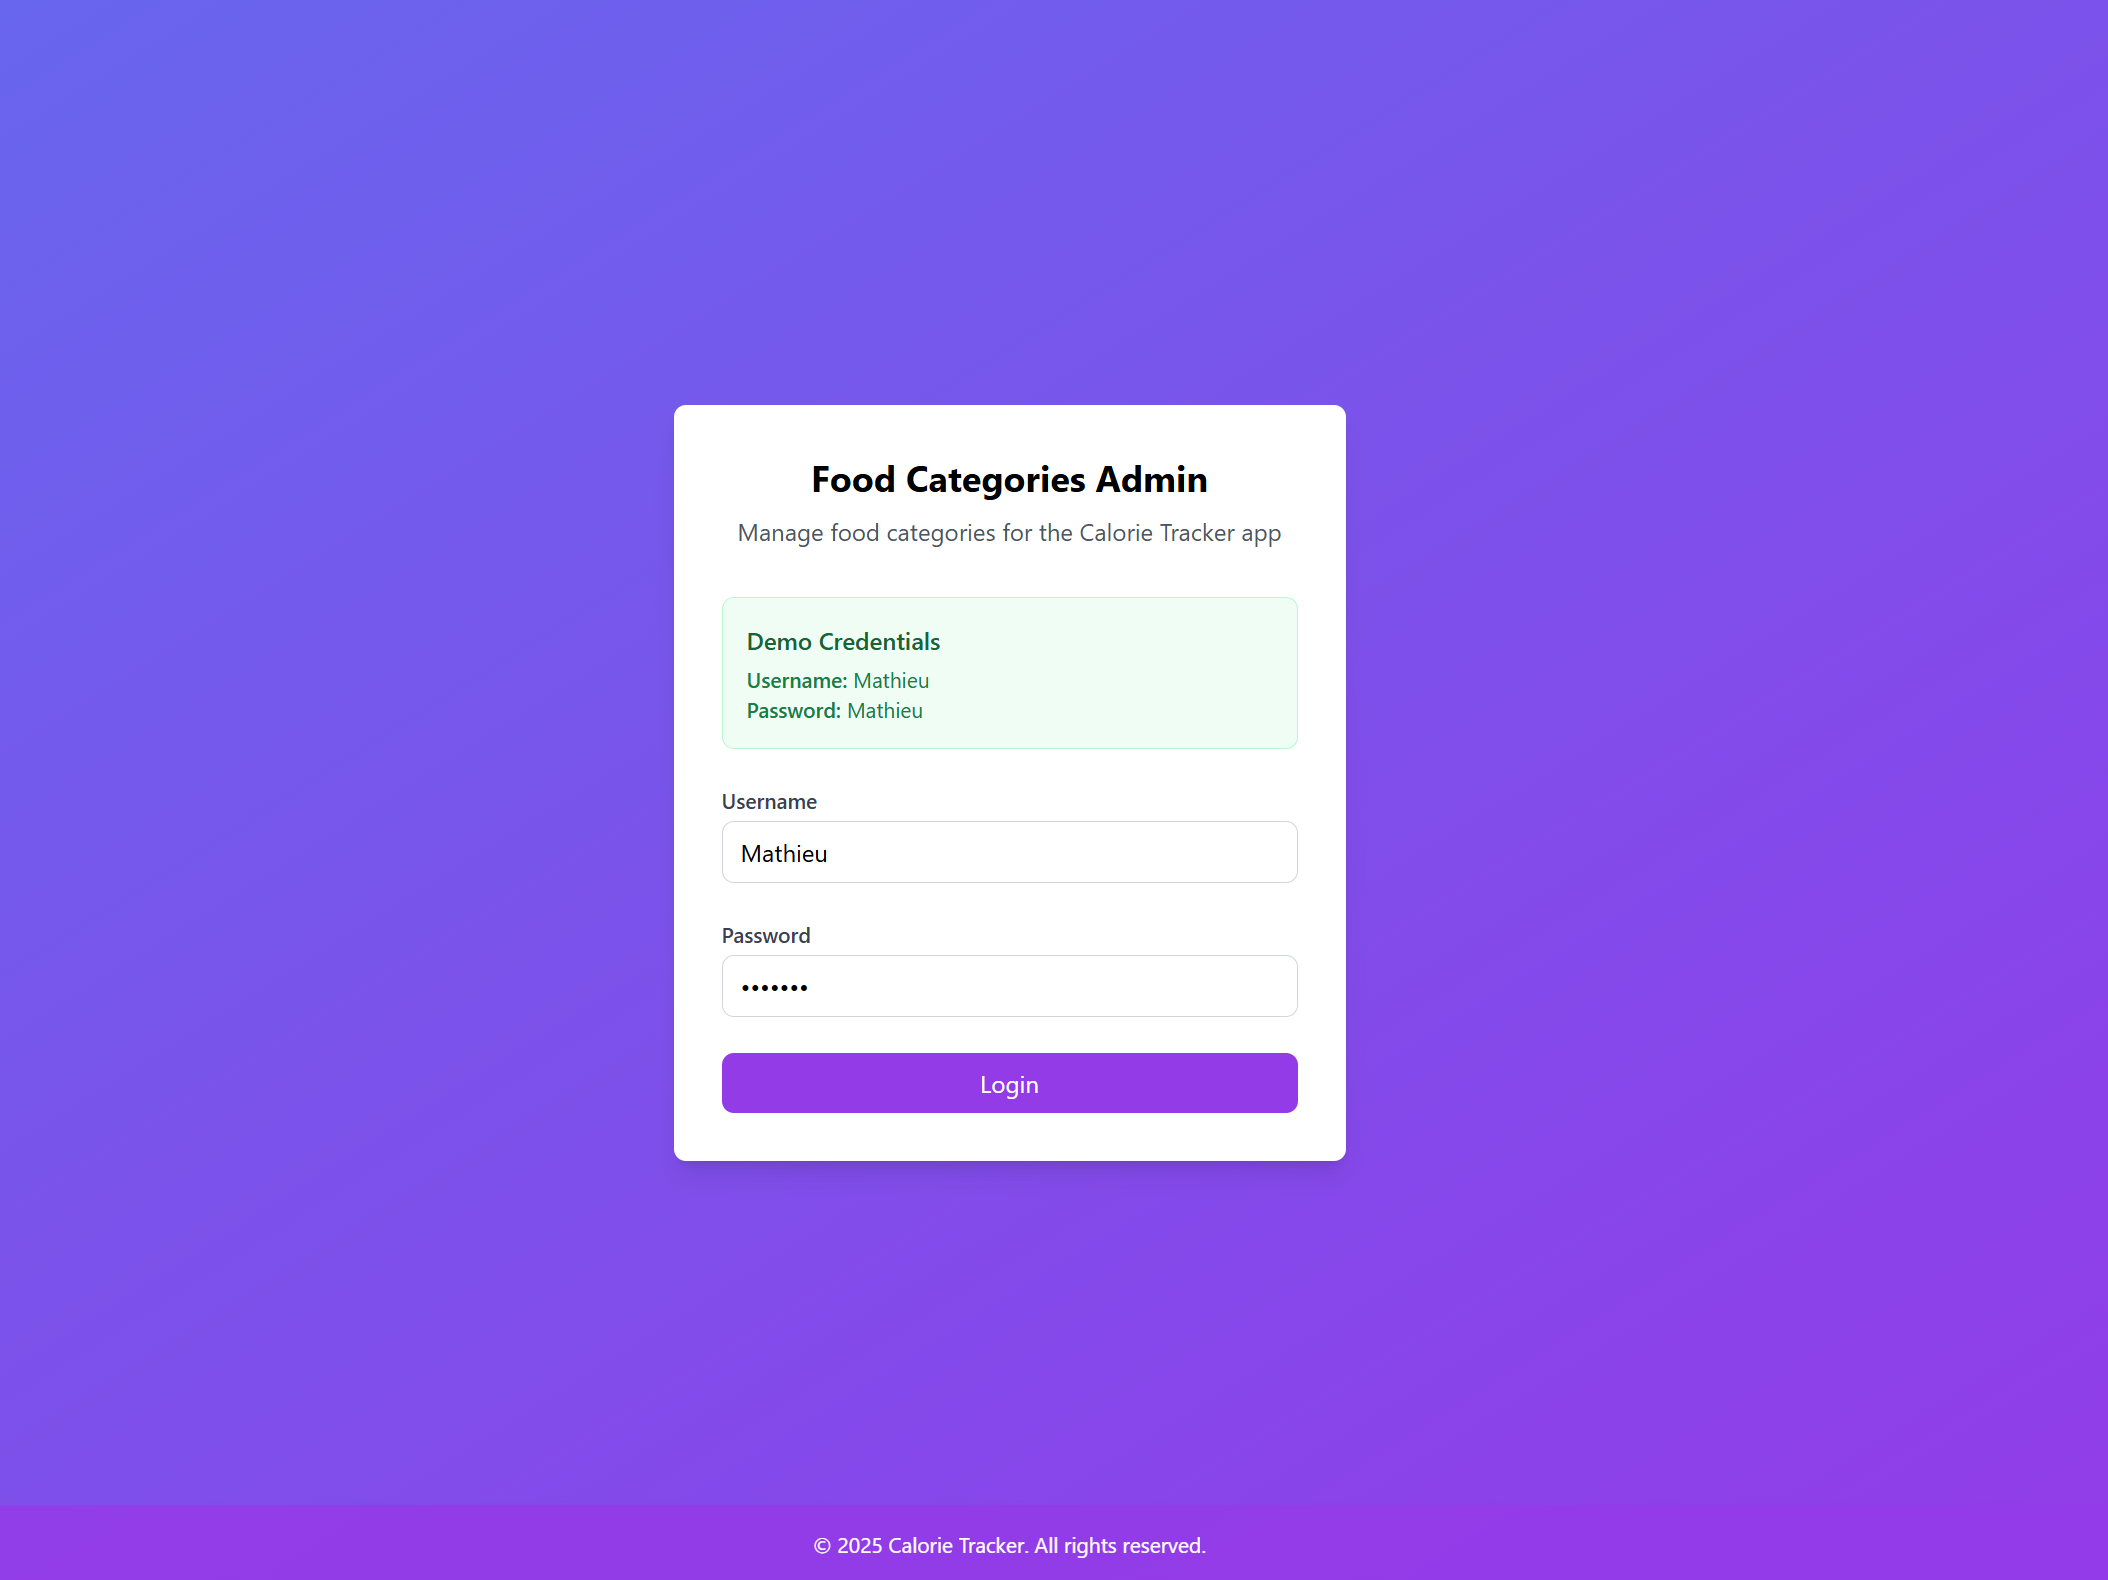 Food Categories Admin
Manage food categories for the Calorie Tracker app
Demo Credentials
Username: Mathieu
Password: Mathieu
Username
Mathieu
Password
•••••••
Login
© 2025 Calorie Tracker. All rights reserved.